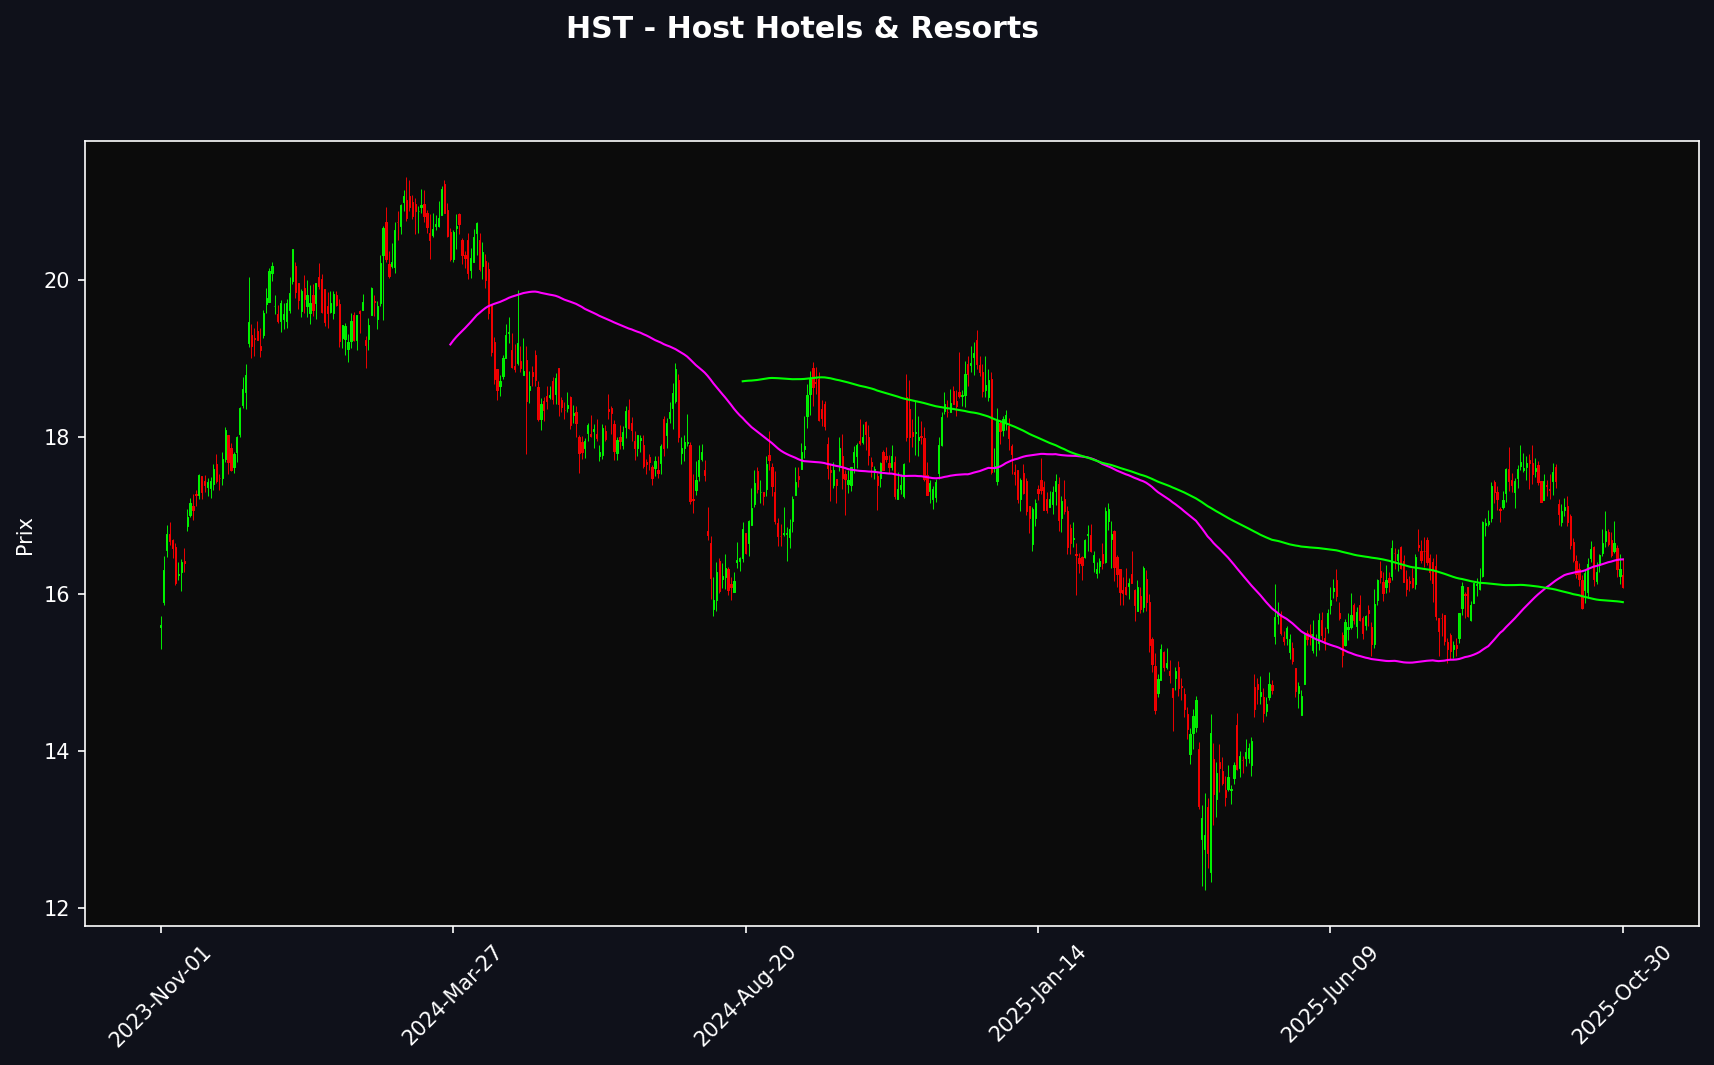 HST - Host Hotels & Resorts
Prix
20
18
16
14
12
2023-Nov-01
2024-Mar-27
2024-Aug-20
2025-Jan-14
2025-Jun-09
2025-Oct-30